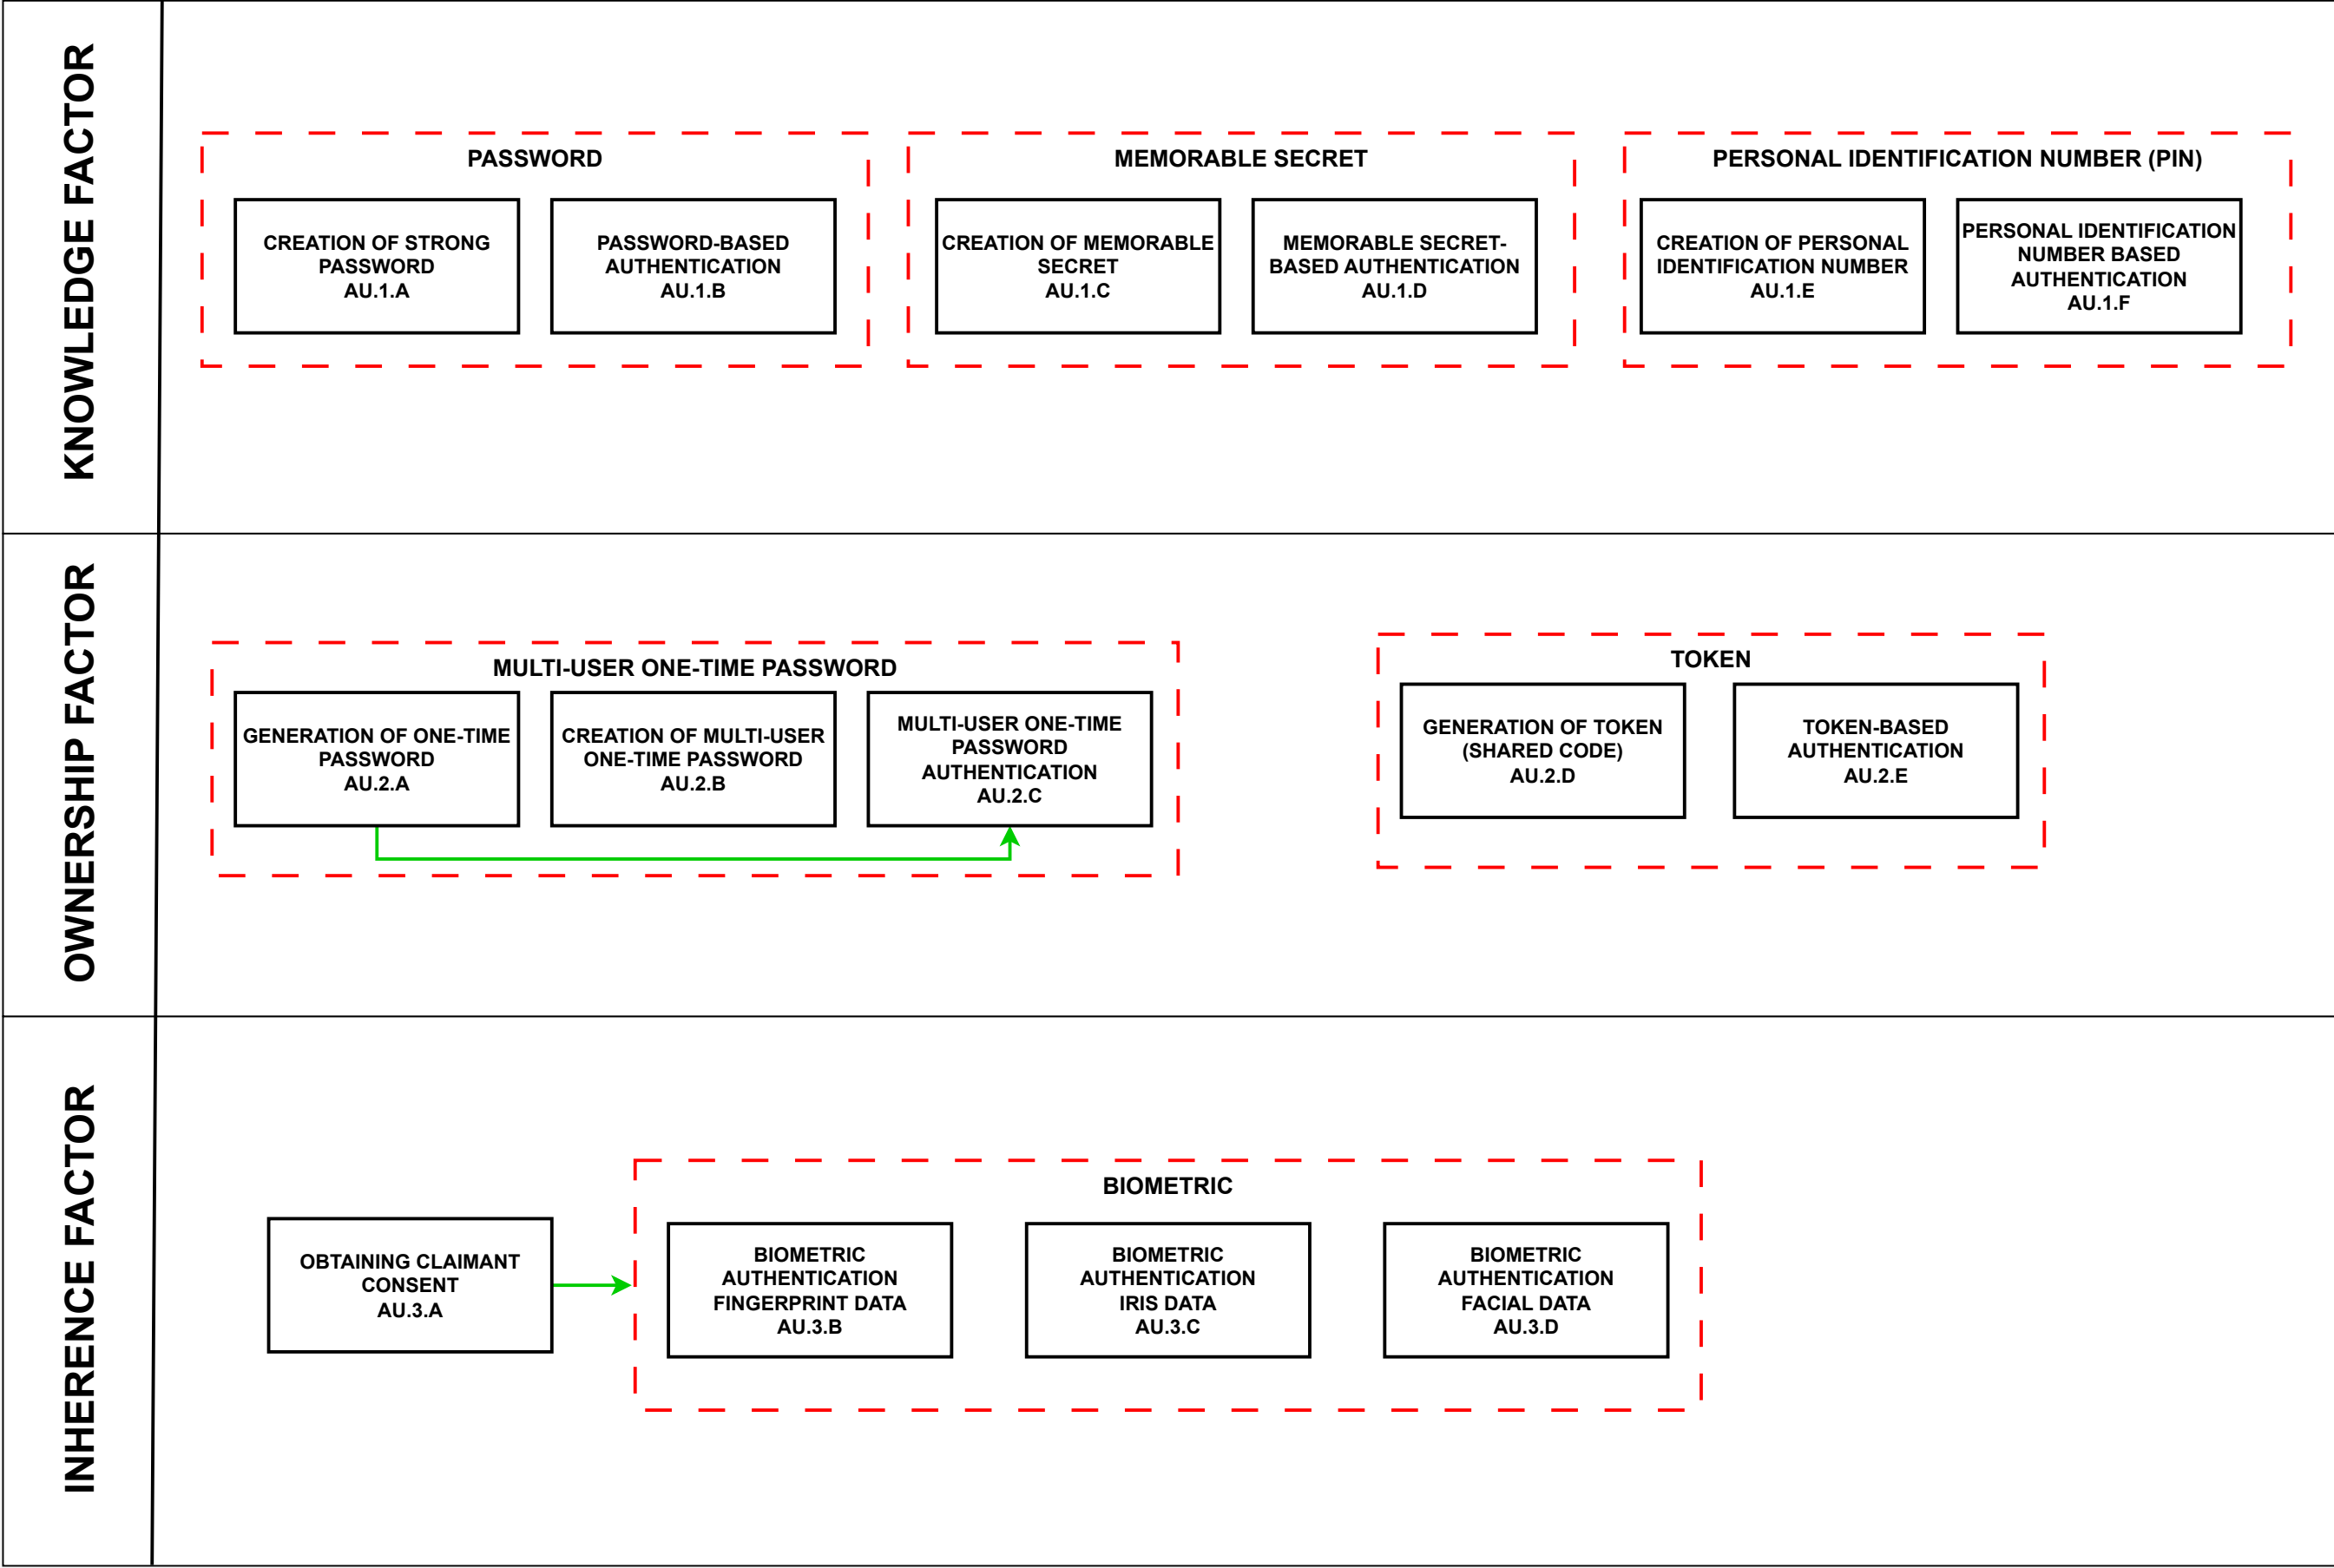 KNOWLEDGE FACTOR
PASSWORD
CREATION OF STRONG
PASSWORD
AU.1.A
PASSWORD-BASED
AUTHENTICATION
AU.1.B
MEMORABLE SECRET
CREATION OF MEMORABLE
SECRET
AU.1.C
MEMORABLE SECRET-
BASED AUTHENTICATION
AU.1.D
PERSONAL IDENTIFICATION NUMBER (PIN)
CREATION OF PERSONAL
IDENTIFICATION NUMBER
AU.1.E
PERSONAL IDENTIFICATION
NUMBER BASED
AUTHENTICATION
AU.1.F
OWNERSHIP FACTOR
MULTI-USER ONE-TIME PASSWORD
GENERATION OF ONE-TIME
PASSWORD
AU.2.A
CREATION OF MULTI-USER
ONE-TIME PASSWORD
AU.2.B
MULTI-USER ONE-TIME
PASSWORD
AUTHENTICATION
AU.2.C
TOKEN
GENERATION OF TOKEN
(SHARED CODE)
AU.2.D
TOKEN-BASED
AUTHENTICATION
AU.2.E
INHERENCE FACTOR
OBTAINING CLAIMANT
CONSENT
AU.3.A
BIOMETRIC
BIOMETRIC
AUTHENTICATION
FINGERPRINT DATA
AU.3.B
BIOMETRIC
AUTHENTICATION
IRIS DATA
AU.3.C
BIOMETRIC
AUTHENTICATION
FACIAL DATA
AU.3.D